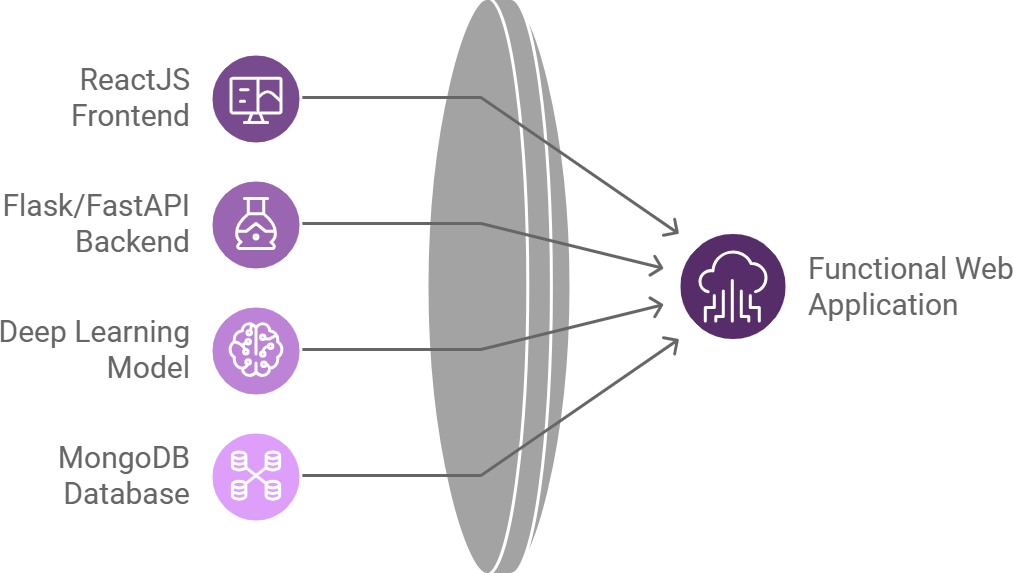 ReactJS
Frontend
Flask/FastAPI
Backend
Deep Learning
Model
MongoDB
Database
Functional Web
Application